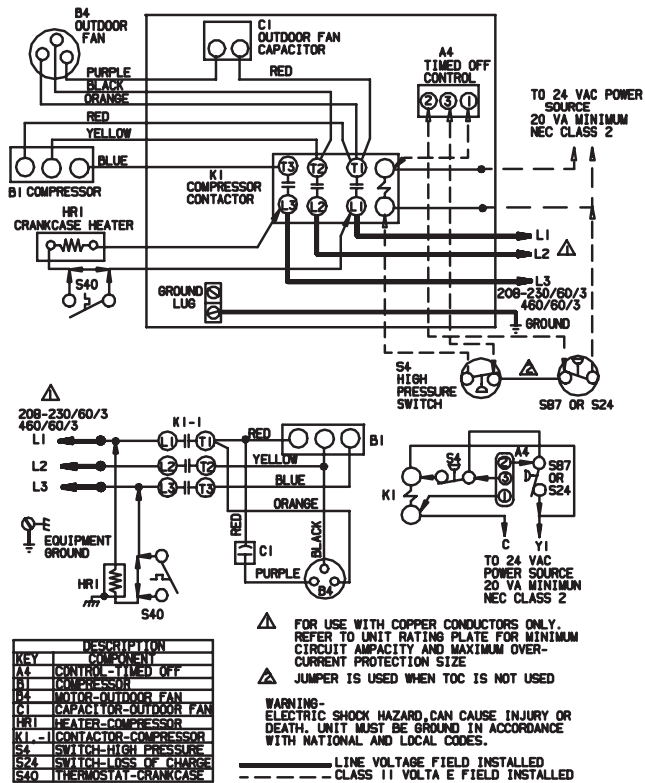 B4
OUTDOOR
FAN
C1
OUTDOOR FAN
CAPACITOR
A4
TIMED OFF
CONTROL
2 3 1
TO 24 VAC POWER
SOURCE
20 VA MINIMUM
NEC CLASS 2
PURPLE
RED
BLACK
ORANGE
RED
YELLOW
BLUE
B1 COMPRESSOR
K1
COMPRESSOR
CONTACTOR
T3 T2 T1
L3 L2 L1
HR1
CRANKCASE HEATER
S40
L1
L2
1
L3
208-230/60/3
460/60/3
GROUND
LUG
GROUND
S4
HIGH
PRESSURE
SWITCH
2
S87 OR S24
1
208-230/60/3
460/60/3
K1-1
L1 L1 T1 RED B1
L2 L2 T2 YELLOW
L3 L3 T3 BLUE
ORANGE
EQUIPMENT
GROUND
RED
BLACK
C1
PURPLE
B4
HR1
S40
K1
S4
A4
2
3
1
S87
OR
S24
C Y1
TO 24 VAC
POWER SOURCE
20 VA MINIMUN
NEC CLASS 2
1 FOR USE WITH COPPER CONDUCTORS ONLY.
REFER TO UNIT RATING PLATE FOR MINIMUM
CIRCUIT AMPACITY AND MAXIMUM OVER-
CURRENT PROTECTION SIZE
2 JUMPER IS USED WHEN TOC IS NOT USED
WARNING-
ELECTRIC SHOCK HAZARD,CAN CAUSE INJURY OR
DEATH. UNIT MUST BE GROUND IN ACCORDANCE
WITH NATIONAL AND LOCAL CODES.
LINE VOLTAGE FIELD INSTALLED
CLASS II VOLTA E FIELD INSTALLED
DESCRIPTION
KEY COMPONENT
A4 CONTROL-TIMED OFF
B1 COMPRESSOR
B4 MOTOR-OUTDOOR FAN
C1 CAPACITOR-OUTDOOR FAN
HR1 HEATER-COMPRESSOR
K1,-1 CONTACTOR-COMPRESSOR
S4 SWITCH-HIGH PRESSURE
S24 SWITCH-LOSS OF CHARGE
S40 THERMOSTAT-CRANKCASE